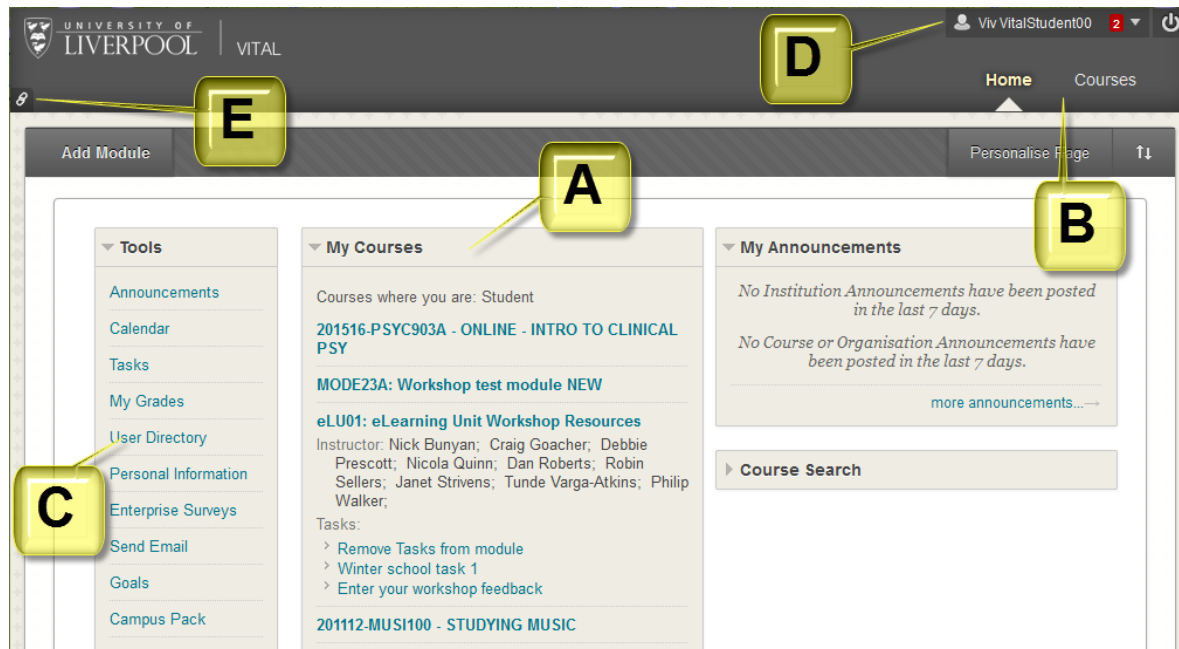 UNIVERSITY OF
LIVERPOOL
VITAL
D
Viv VitalStudent00 2
Home Courses
E
Add Module
Personalise Page
A
B
Tools
Announcements
Calendar
Tasks
My Grades
User Directory
Personal Information
Enterprise Surveys
Send Email
Goals
Campus Pack
C
My Courses
Courses where you are: Student
201516-PSYC903A - ONLINE - INTRO TO CLINICAL
PSY
MODE23A: Workshop test module NEW
eLU01: eLearning Unit Workshop Resources
Instructor: Nick Bunyan; Craig Goacher; Debbie
Prescott; Nicola Quinn; Dan Roberts; Robin
Sellers; Janet Strivens; Tunde Varga-Atkins; Philip
Walker;
Tasks:
Remove Tasks from module
Winter school task 1
Enter your workshop feedback
201112-MUSI100 - STUDYING MUSIC
My Announcements
No Institution Announcements have been posted
in the last 7 days.
No Course or Organisation Announcements have
been posted in the last 7 days.
more announcements...→
Course Search